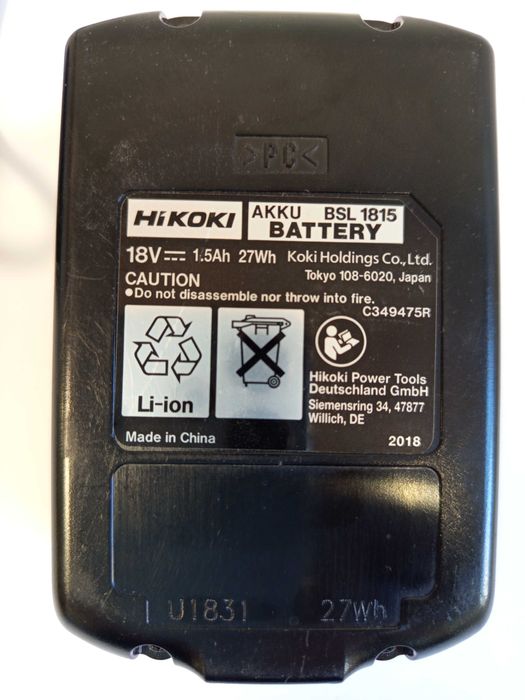 >PC<
HiKOKI
AKKU BSL 1815
BATTERY
18V 1.5Ah 27Wh Koki Holdings Co., Ltd.
Tokyo 108-6020, Japan
CAUTION
●Do not disassemble nor throw into fire.
C349475R
Li-ion
Hikoki Power Tools
Deutschland GmbH
Siemensring 34, 47877
Willich, DE
Made in China 2018
U1831 27Wh